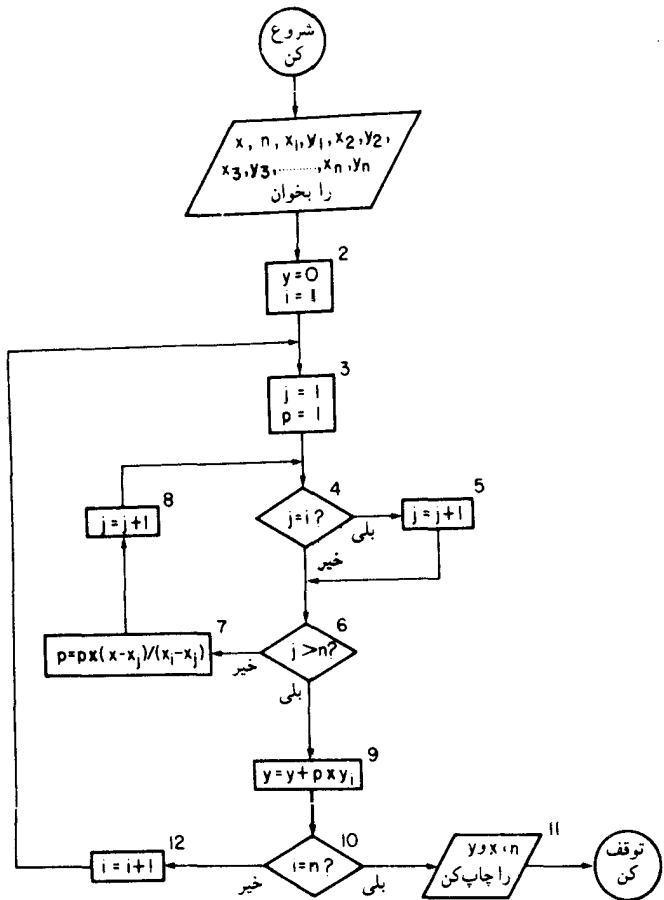 شروع
کن
x, n, x₁, y₁, x₂, y₂,
x₃, y₃, .........., xₙ, yₙ
را بخوان
2
y=0
i = 1
3
j = 1
p = 1
4
j=i ?
بلی
خیر
5
j=j+1
8
j=j+1
6
j >n?
خیر
بلی
7
p=p×(x-xⱼ)/(xᵢ-xⱼ)
9
y=y+p×yᵢ
10
i=n ?
خیر
بلی
12
i = i+1
11
n، x و y
را چاپ کن
توقف
کن